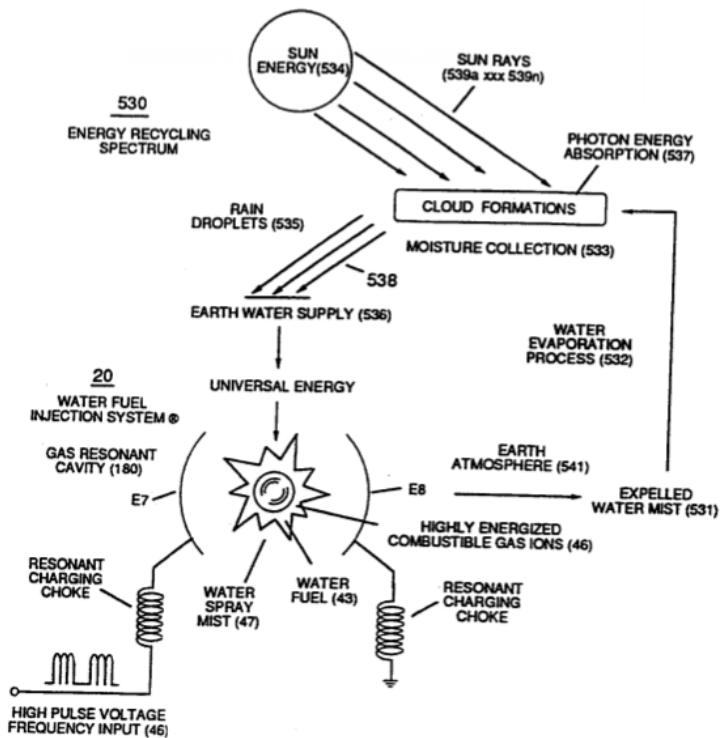 SUN
ENERGY(534)
SUN RAYS
(539a xxx 539n)
530
ENERGY RECYCLING
SPECTRUM
PHOTON ENERGY
ABSORPTION (537)
CLOUD FORMATIONS
RAIN
DROPLETS (535)
MOISTURE COLLECTION (533)
538
EARTH WATER SUPPLY (536)
WATER
EVAPORATION
PROCESS (532)
UNIVERSAL ENERGY
20
WATER FUEL
INJECTION SYSTEM ®
GAS RESONANT
CAVITY (180)
E7
E8
EARTH
ATMOSPHERE (541)
EXPELLED
WATER MIST (531)
HIGHLY ENERGIZED
COMBUSTIBLE GAS IONS (46)
RESONANT
CHARGING
CHOKE
WATER
SPRAY
MIST (47)
WATER
FUEL (43)
RESONANT
CHARGING
CHOKE
HIGH PULSE VOLTAGE
FREQUENCY INPUT (46)